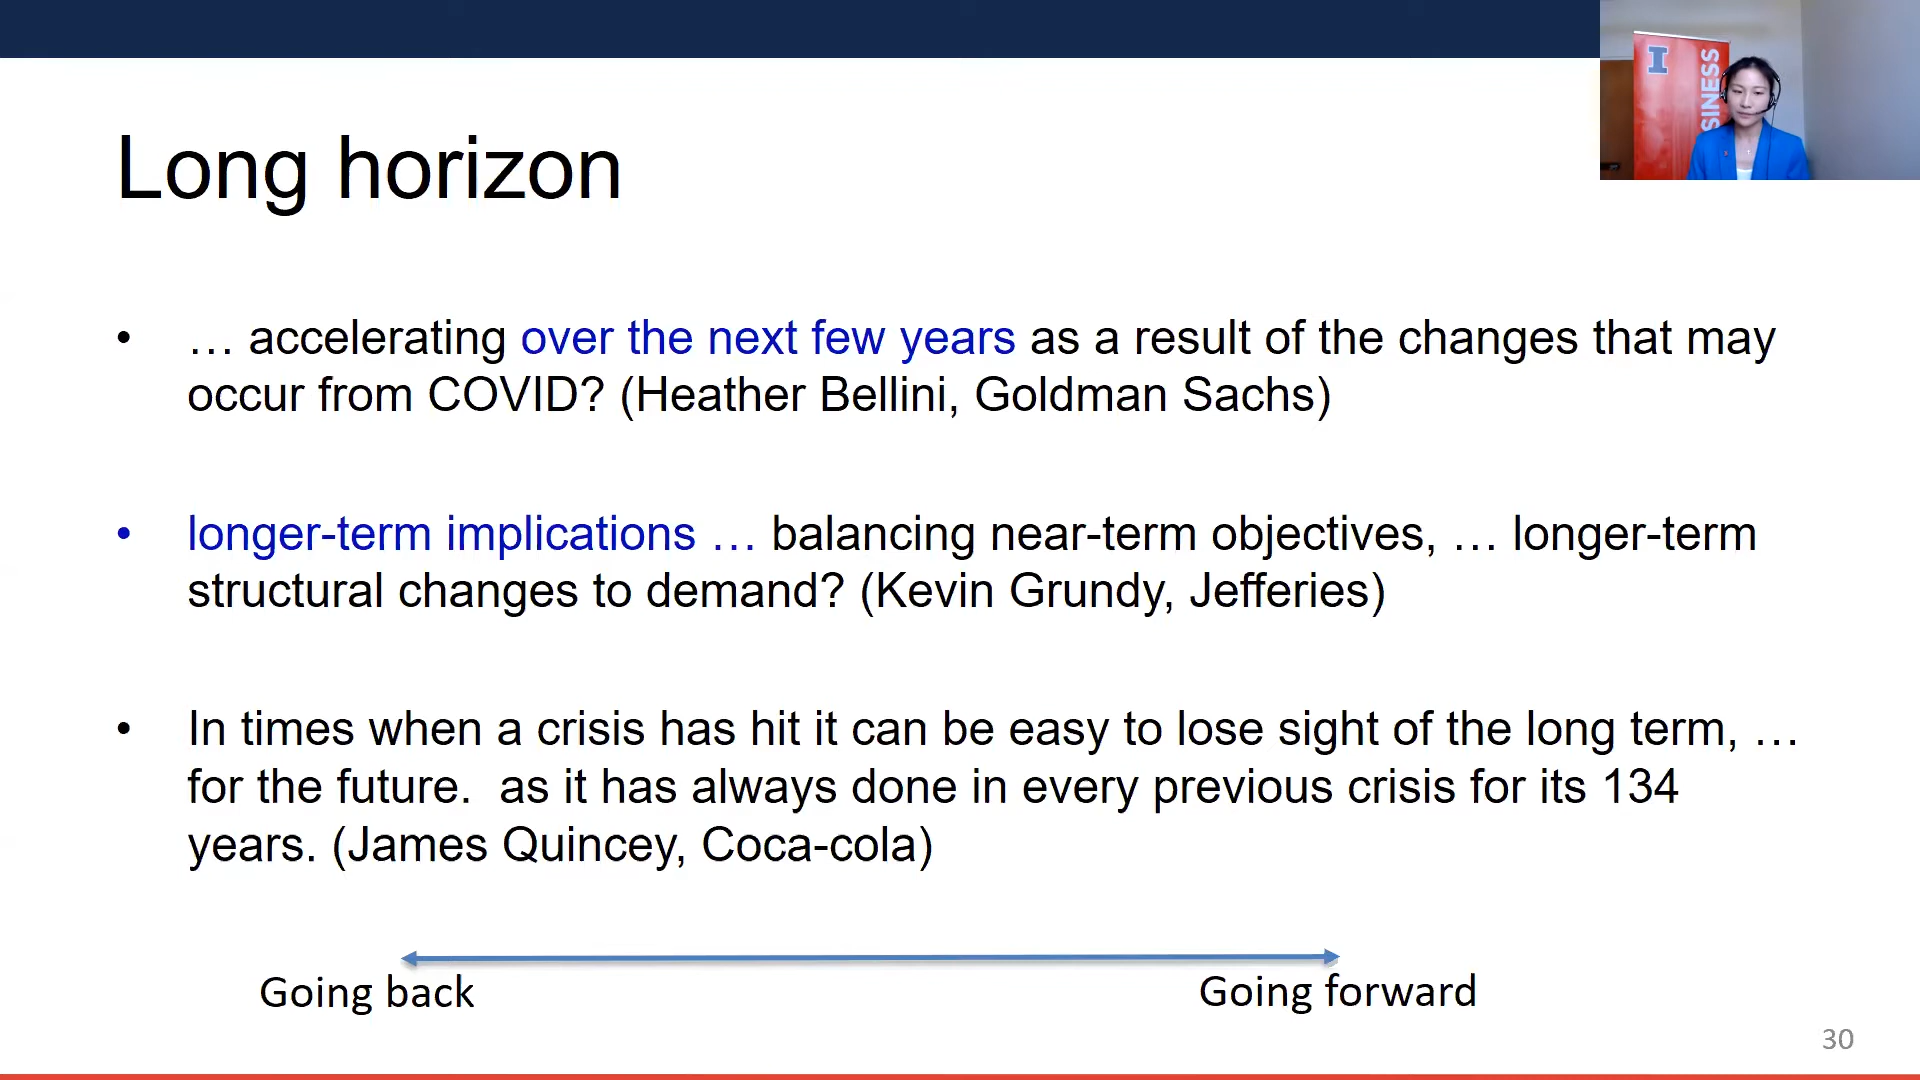 I
SINESS
Long horizon
• … accelerating over the next few years as a result of the changes that may
occur from COVID? (Heather Bellini, Goldman Sachs)
• longer-term implications … balancing near-term objectives, … longer-term
structural changes to demand? (Kevin Grundy, Jefferies)
• In times when a crisis has hit it can be easy to lose sight of the long term, …
for the future.  as it has always done in every previous crisis for its 134
years. (James Quincey, Coca-cola)
Going back
Going forward
30